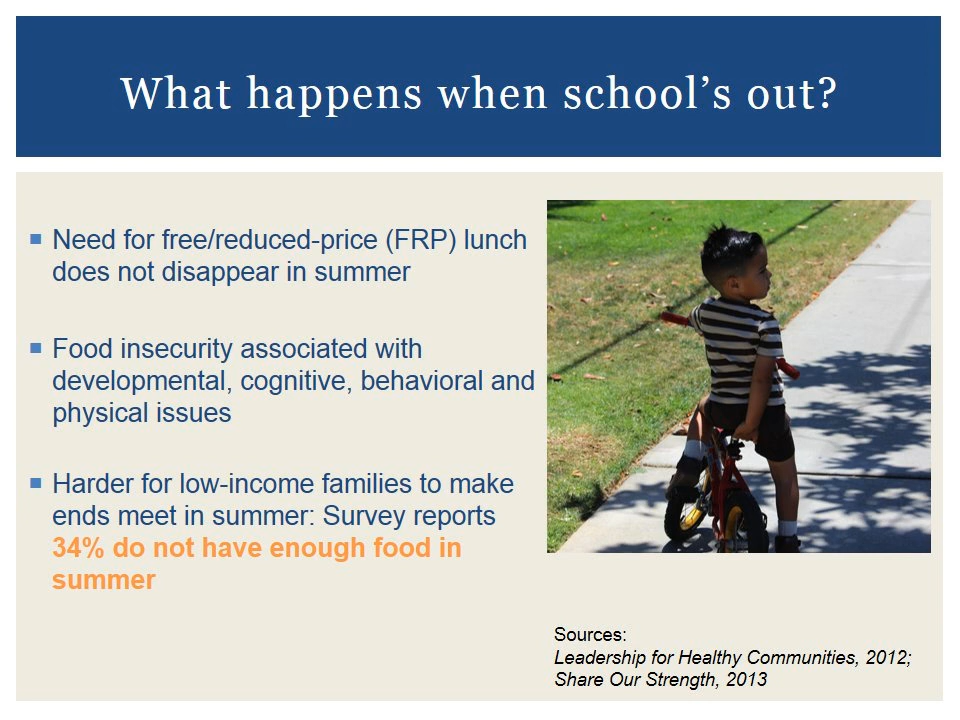 What happens when school’s out?
Need for free/reduced-price (FRP) lunch
does not disappear in summer
Food insecurity associated with
developmental, cognitive, behavioral and
physical issues
Harder for low-income families to make
ends meet in summer: Survey reports
34% do not have enough food in
summer
Sources:
Leadership for Healthy Communities, 2012;
Share Our Strength, 2013